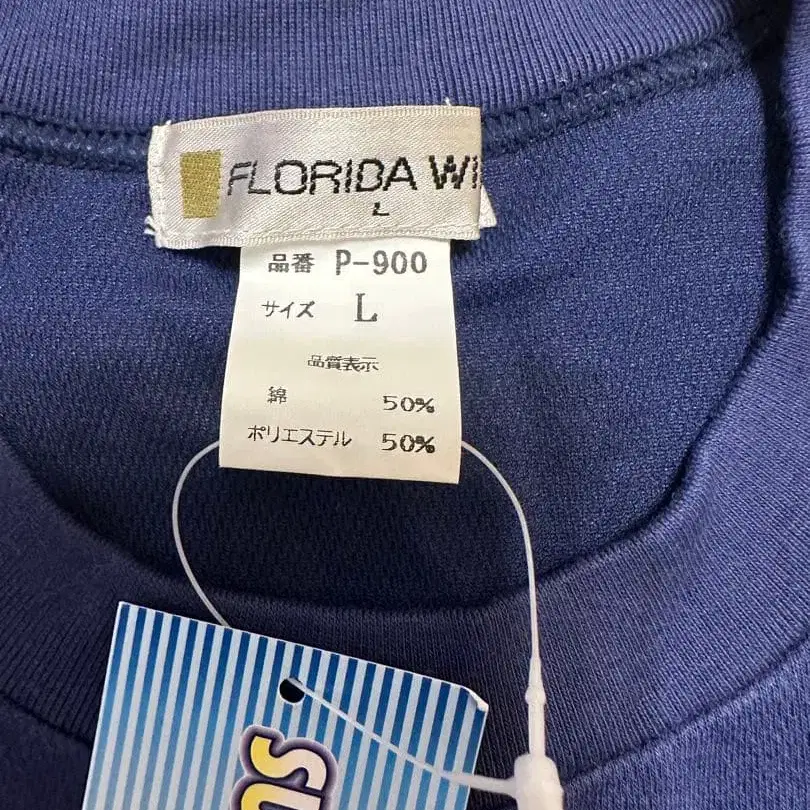 FLORIDA WI
L
品番 P-900
サイズ L
品質表示
綿 50%
ポリエステル 50%
ns